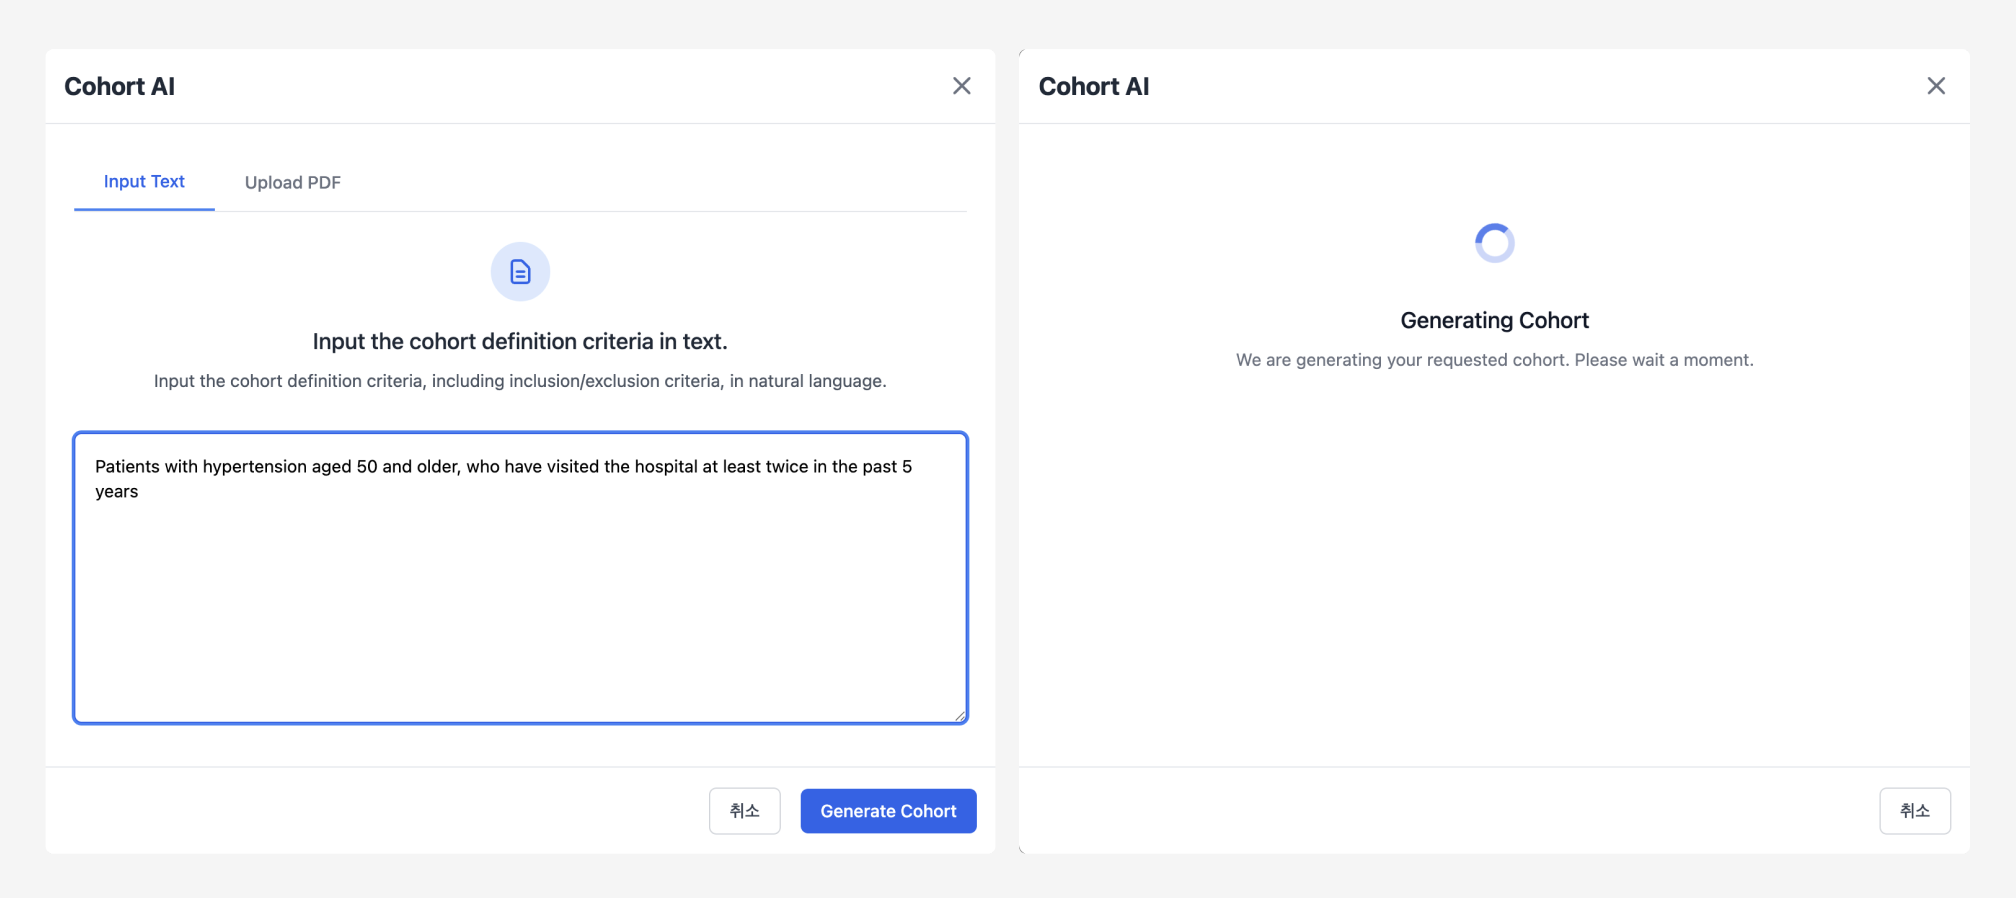 Cohort AI
Input Text
Upload PDF
Input the cohort definition criteria in text.
Input the cohort definition criteria, including inclusion/exclusion criteria, in natural language.
Patients with hypertension aged 50 and older, who have visited the hospital at least twice in the past 5
years
취소
Generate Cohort
Cohort AI
Generating Cohort
We are generating your requested cohort. Please wait a moment.
취소